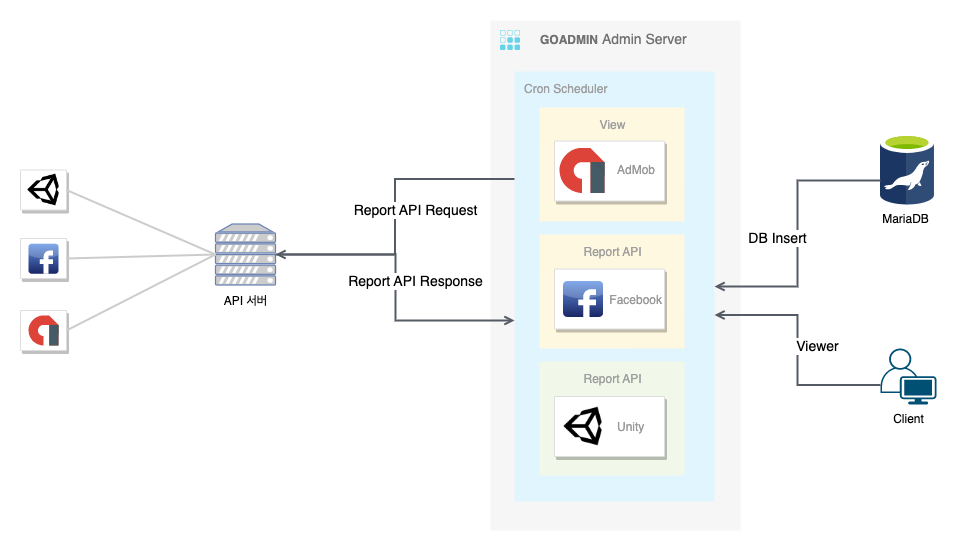 GOADMIN Admin Server
Cron Scheduler
View
AdMob
Report API Request
Report API
Facebook
Report API Response
API 서버
Report API
Unity
MariaDB
DB Insert
Viewer
Client